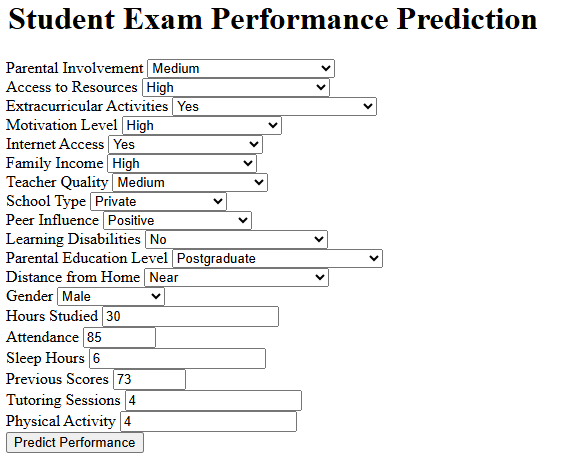 Student Exam Performance Prediction
Parental Involvement Medium
Access to Resources High
Extracurricular Activities Yes
Motivation Level High
Internet Access Yes
Family Income High
Teacher Quality Medium
School Type Private
Peer Influence Positive
Learning Disabilities No
Parental Education Level Postgraduate
Distance from Home Near
Gender Male
Hours Studied 30
Attendance 85
Sleep Hours 6
Previous Scores 73
Tutoring Sessions 4
Physical Activity 4
Predict Performance